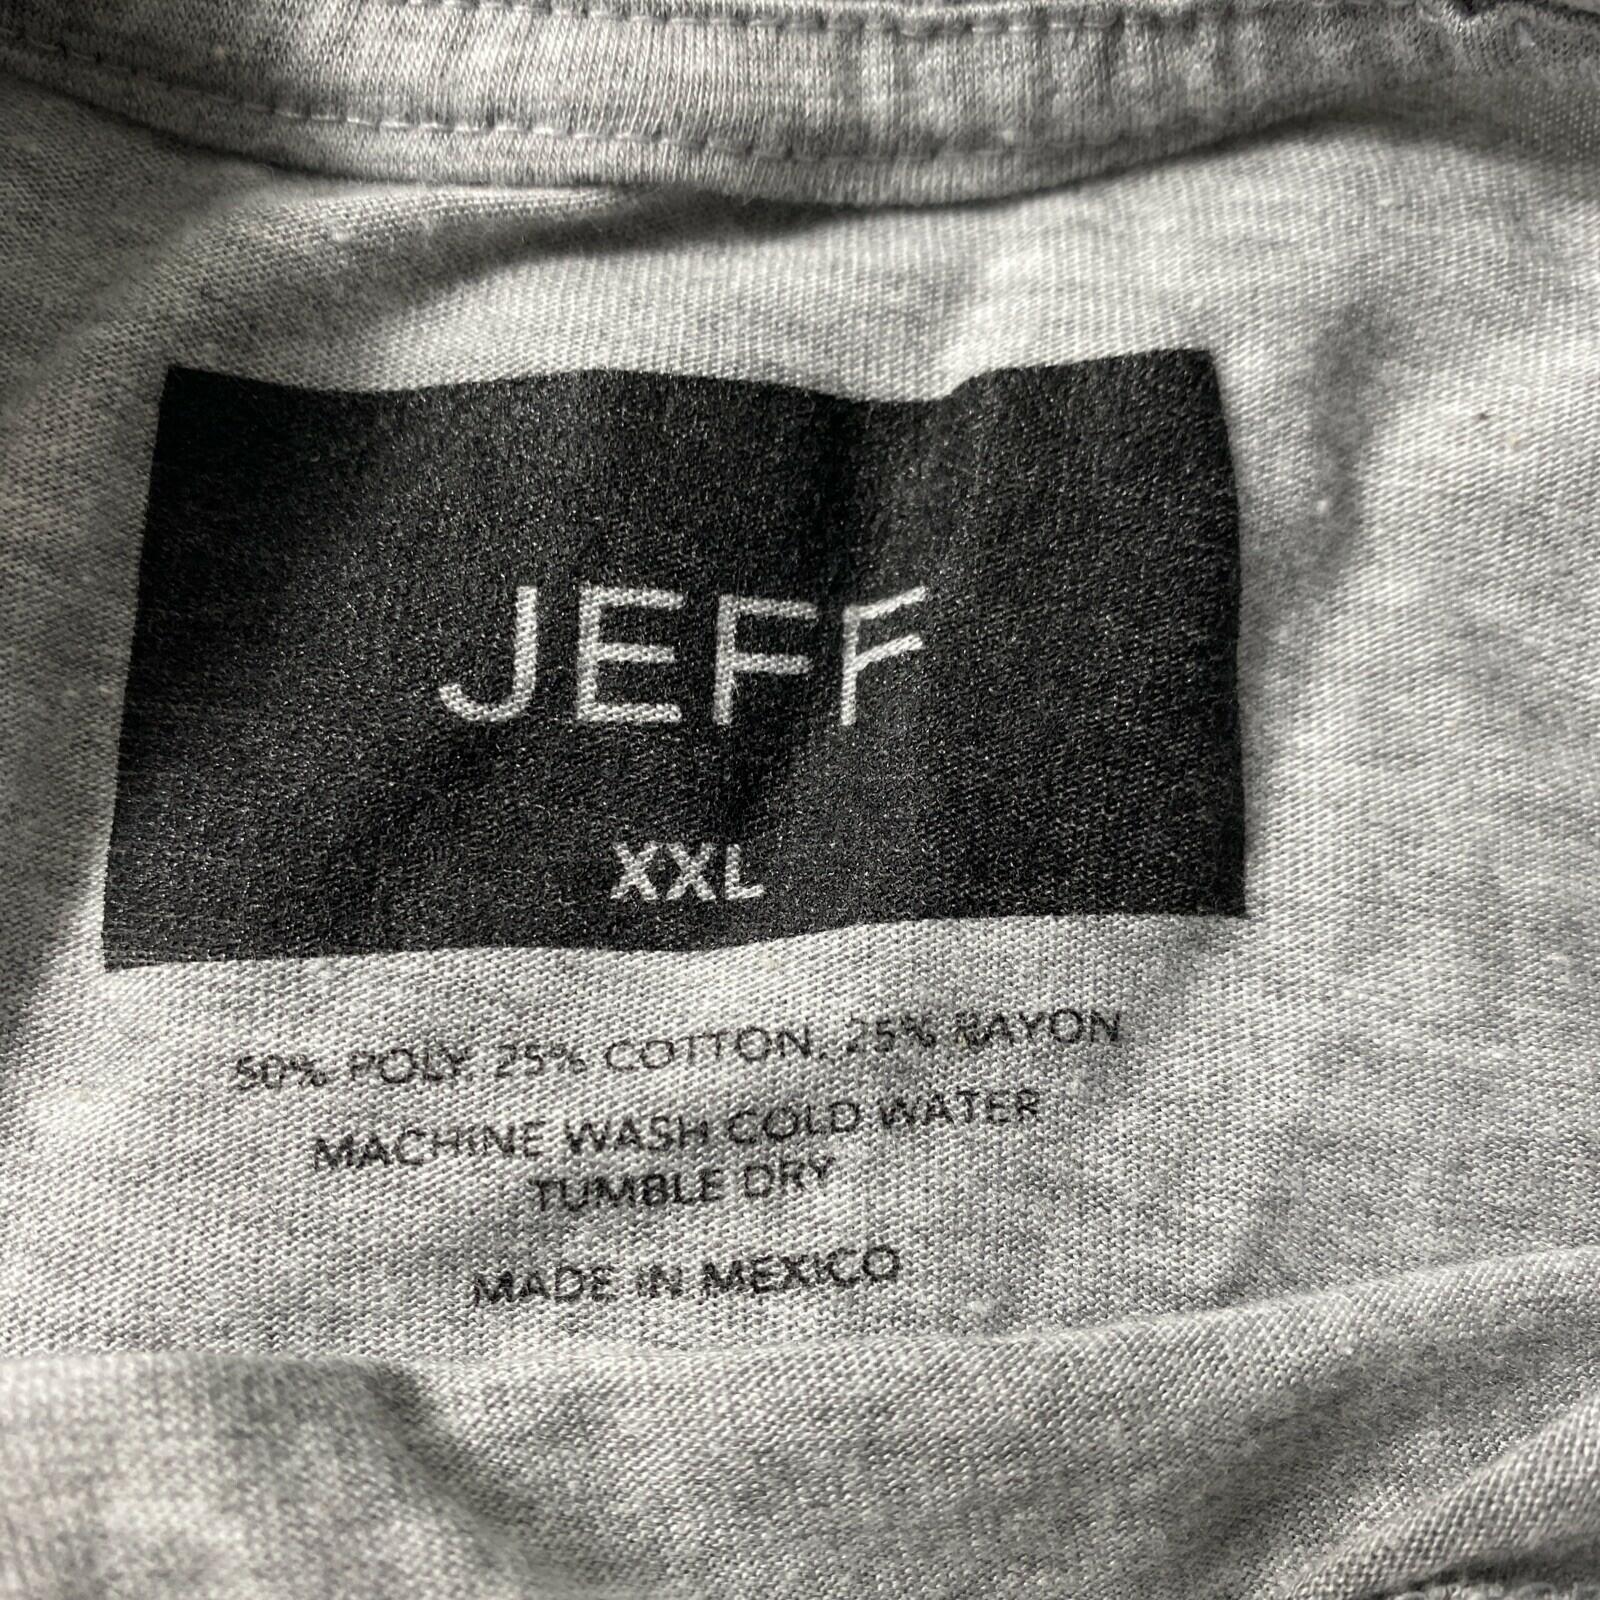 JEFF
XXL
50% POLY, 25% COTTON, 25% RAYON
MACHINE WASH COLD WATER
TUMBLE DRY
MADE IN MEXICO